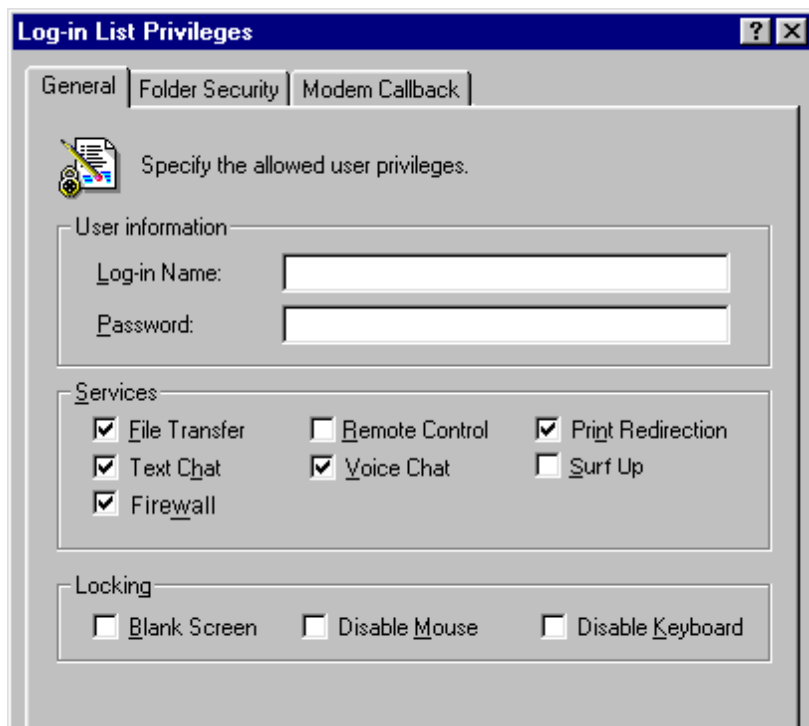 Log-in List Privileges
General Folder Security Modem Callback
Specify the allowed user privileges.
User information
Log-in Name:
Password:
Services
File Transfer Remote Control Print Redirection
Text Chat Voice Chat Surf Up
Firewall
Locking
Blank Screen Disable Mouse Disable Keyboard